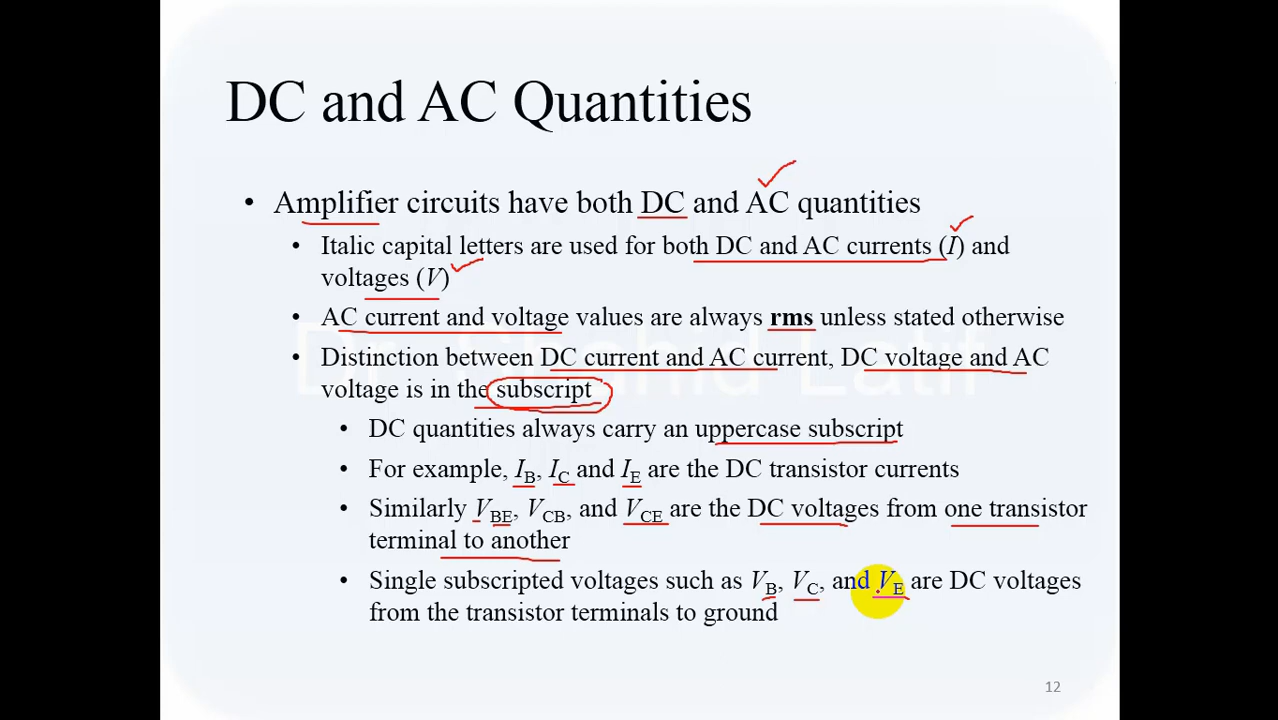 DC and AC Quantities
• Amplifier circuits have both DC and AC quantities
• Italic capital letters are used for both DC and AC currents (I) and
voltages (V)
• AC current and voltage values are always rms unless stated otherwise
• Distinction between DC current and AC current, DC voltage and AC
voltage is in the subscript
• DC quantities always carry an uppercase subscript
• For example, IB, IC and IE are the DC transistor currents
• Similarly VBE, VCB, and VCE are the DC voltages from one transistor
terminal to another
• Single subscripted voltages such as VB, VC, and VE are DC voltages
from the transistor terminals to ground
12